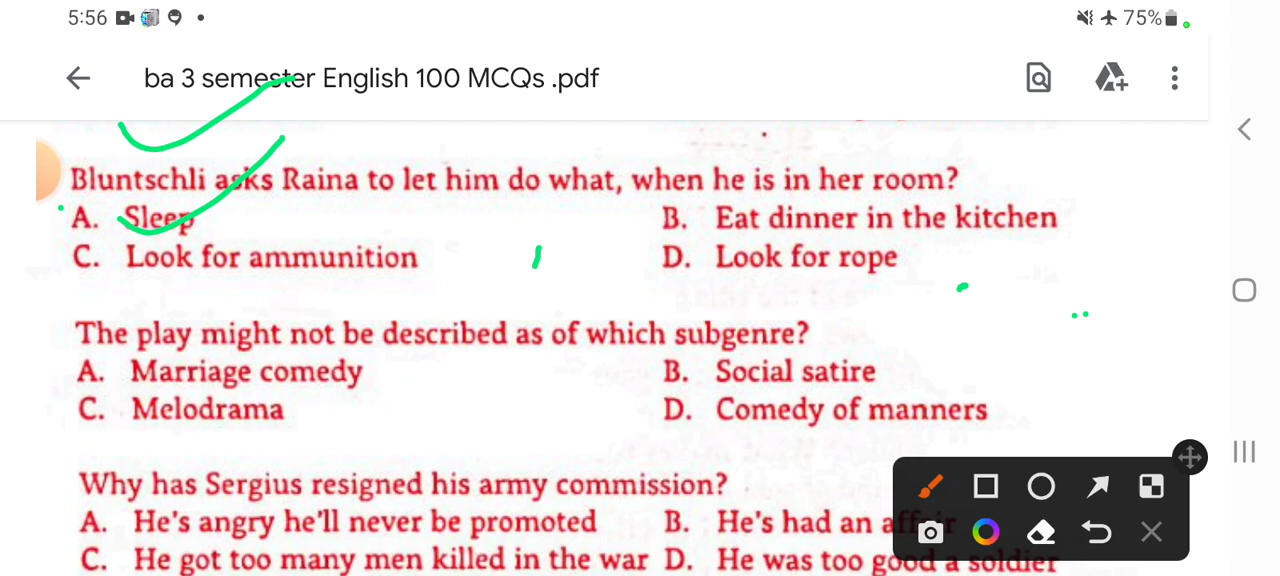 5:56
75%
ba 3 semester English 100 MCQs .pdf
Bluntschli asks Raina to let him do what, when he is in her room?
A. Sleep B. Eat dinner in the kitchen
C. Look for ammunition D. Look for rope
The play might not be described as of which subgenre?
A. Marriage comedy B. Social satire
C. Melodrama D. Comedy of manners
Why has Sergius resigned his army commission?
A. He's angry he'll never be promoted B. He's had an affair
C. He got too many men killed in the war D. He was too good a soldier